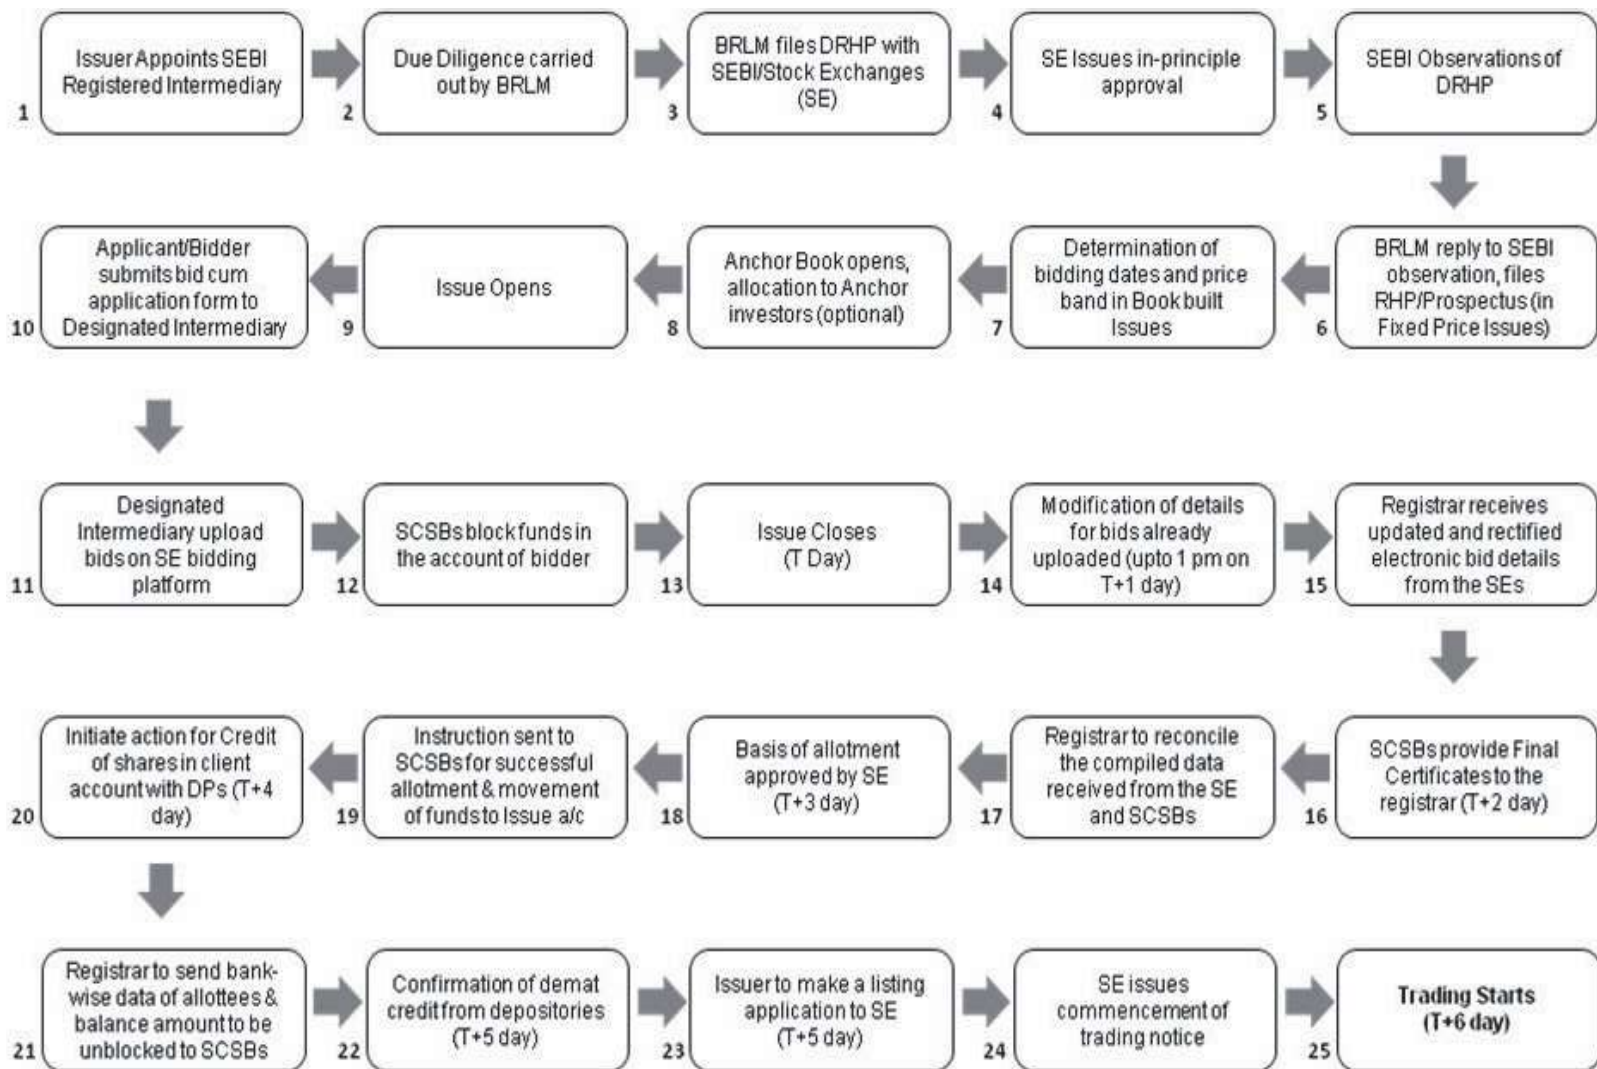 1
Issuer Appoints SEBI
Registered Intermediary
2
Due Diligence carried
out by BRLM
3
BRLM files DRHP with
SEBI/Stock Exchanges
(SE)
4
SE Issues in-principle
approval
5
SEBI Observations of
DRHP
6
BRLM reply to SEBI
observation, files
RHP/Prospectus (in
Fixed Price Issues)
7
Determination of
bidding dates and price
band in Book built
Issues
8
Anchor Book opens,
allocation to Anchor
investors (optional)
9
Issue Opens
10
Applicant/Bidder
submits bid cum
application form to
Designated Intermediary
11
Designated
Intermediary upload
bids on SE bidding
platform
12
SCSBs block funds in
the account of bidder
13
Issue Closes
(T Day)
14
Modification of details
for bids already
uploaded (upto 1 pm on
T+1 day)
15
Registrar receives
updated and rectified
electronic bid details
from the SEs
16
SCSBs provide Final
Certificates to the
registrar (T+2 day)
17
Registrar to reconcile
the compiled data
received from the SE
and SCSBs
18
Basis of allotment
approved by SE
(T+3 day)
19
Instruction sent to
SCSBs for successful
allotment & movement
of funds to Issue a/c
20
Initiate action for Credit
of shares in client
account with DPs (T+4
day)
21
Registrar to send bank-
wise data of allottees &
balance amount to be
unblocked to SCSBs
22
Confirmation of demat
credit from depositories
(T+5 day)
23
Issuer to make a listing
application to SE
(T+5 day)
24
SE issues
commencement of
trading notice
25
Trading Starts
(T+6 day)